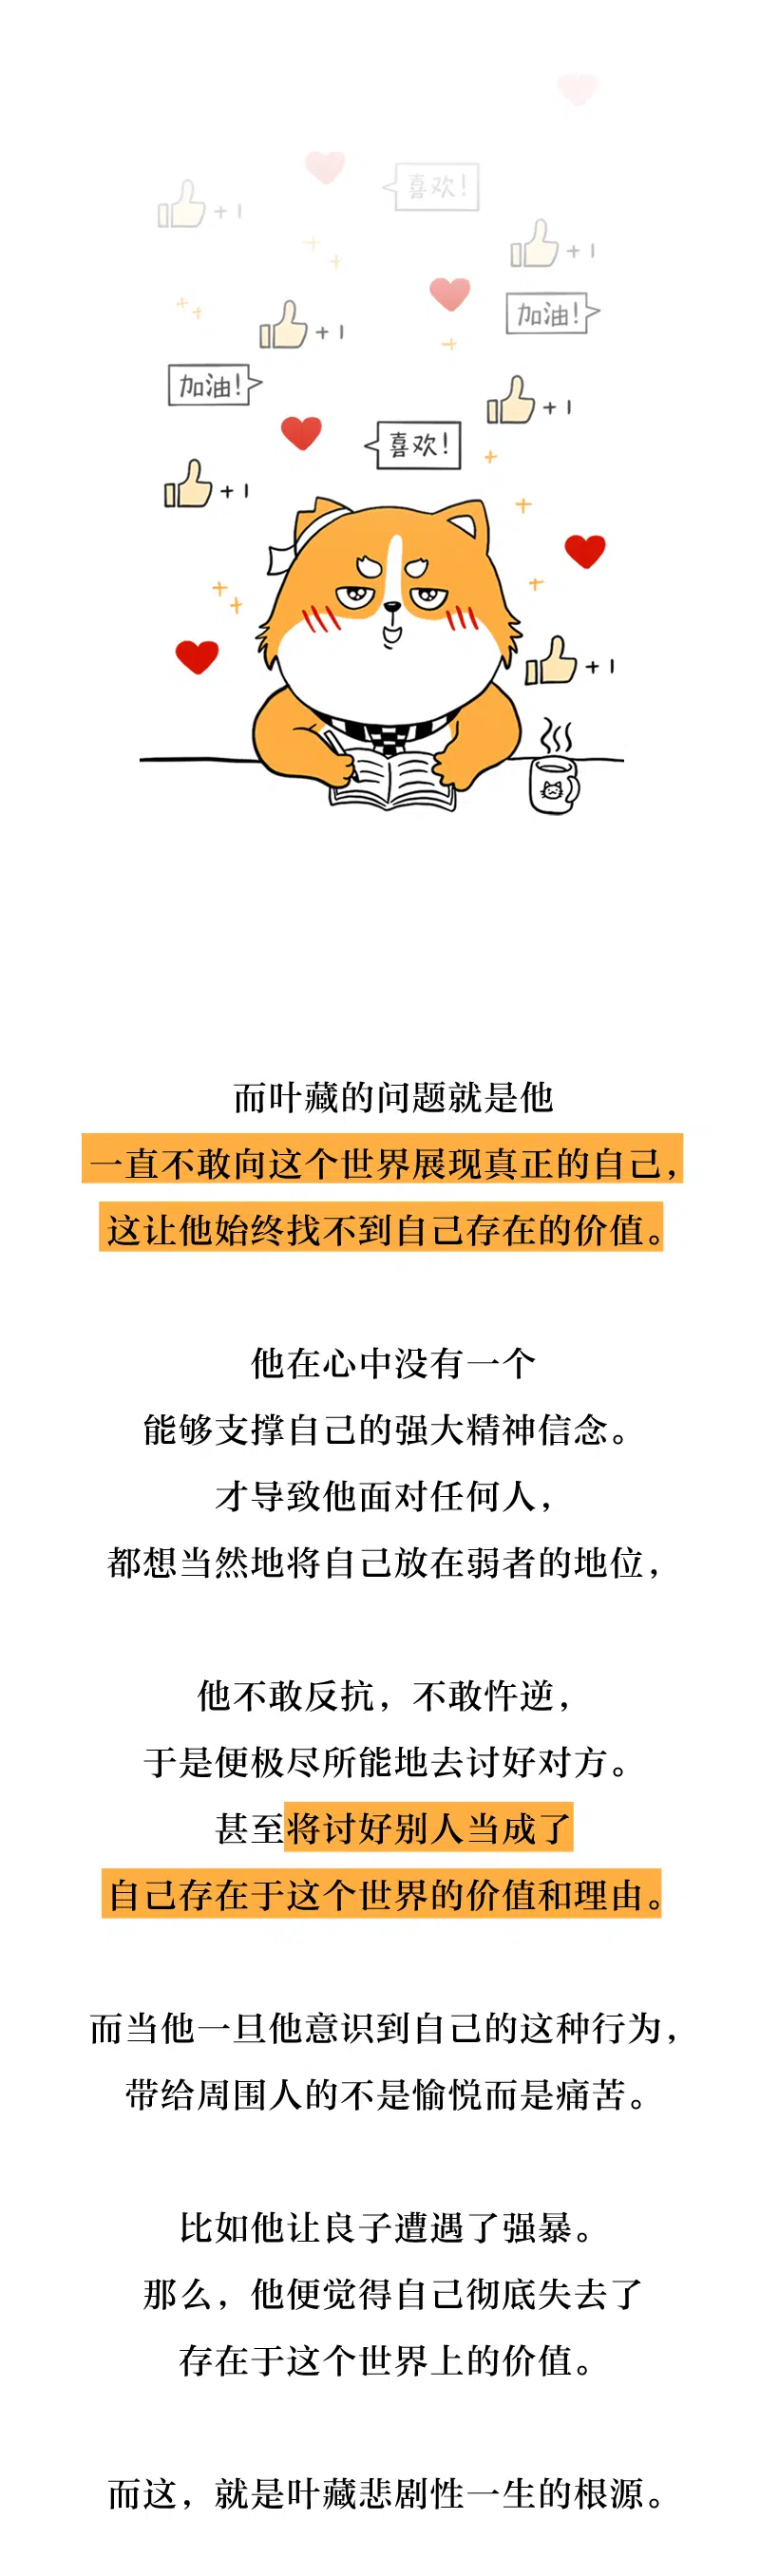 喜欢!
+1
+1
加油!
+1
加油!
+1
喜欢!
+1
+1
而叶藏的问题就是他
一直不敢向这个世界展现真正的自己，
这让他始终找不到自己存在的价值。
他在心中没有一个
能够支撑自己的强大精神信念。
才导致他面对任何人，
都想当然地将自己放在弱者的地位，
他不敢反抗，不敢忤逆，
于是便极尽所能地去讨好对方。
甚至将讨好别人当成了
自己存在于这个世界的价值和理由。
而当他一旦他意识到自己的这种行为，
带给周围人的不是愉悦而是痛苦。
比如他让良子遭遇了强暴。
那么，他便觉得自己彻底失去了
存在于这个世界上的价值。
而这，就是叶藏悲剧性一生的根源。